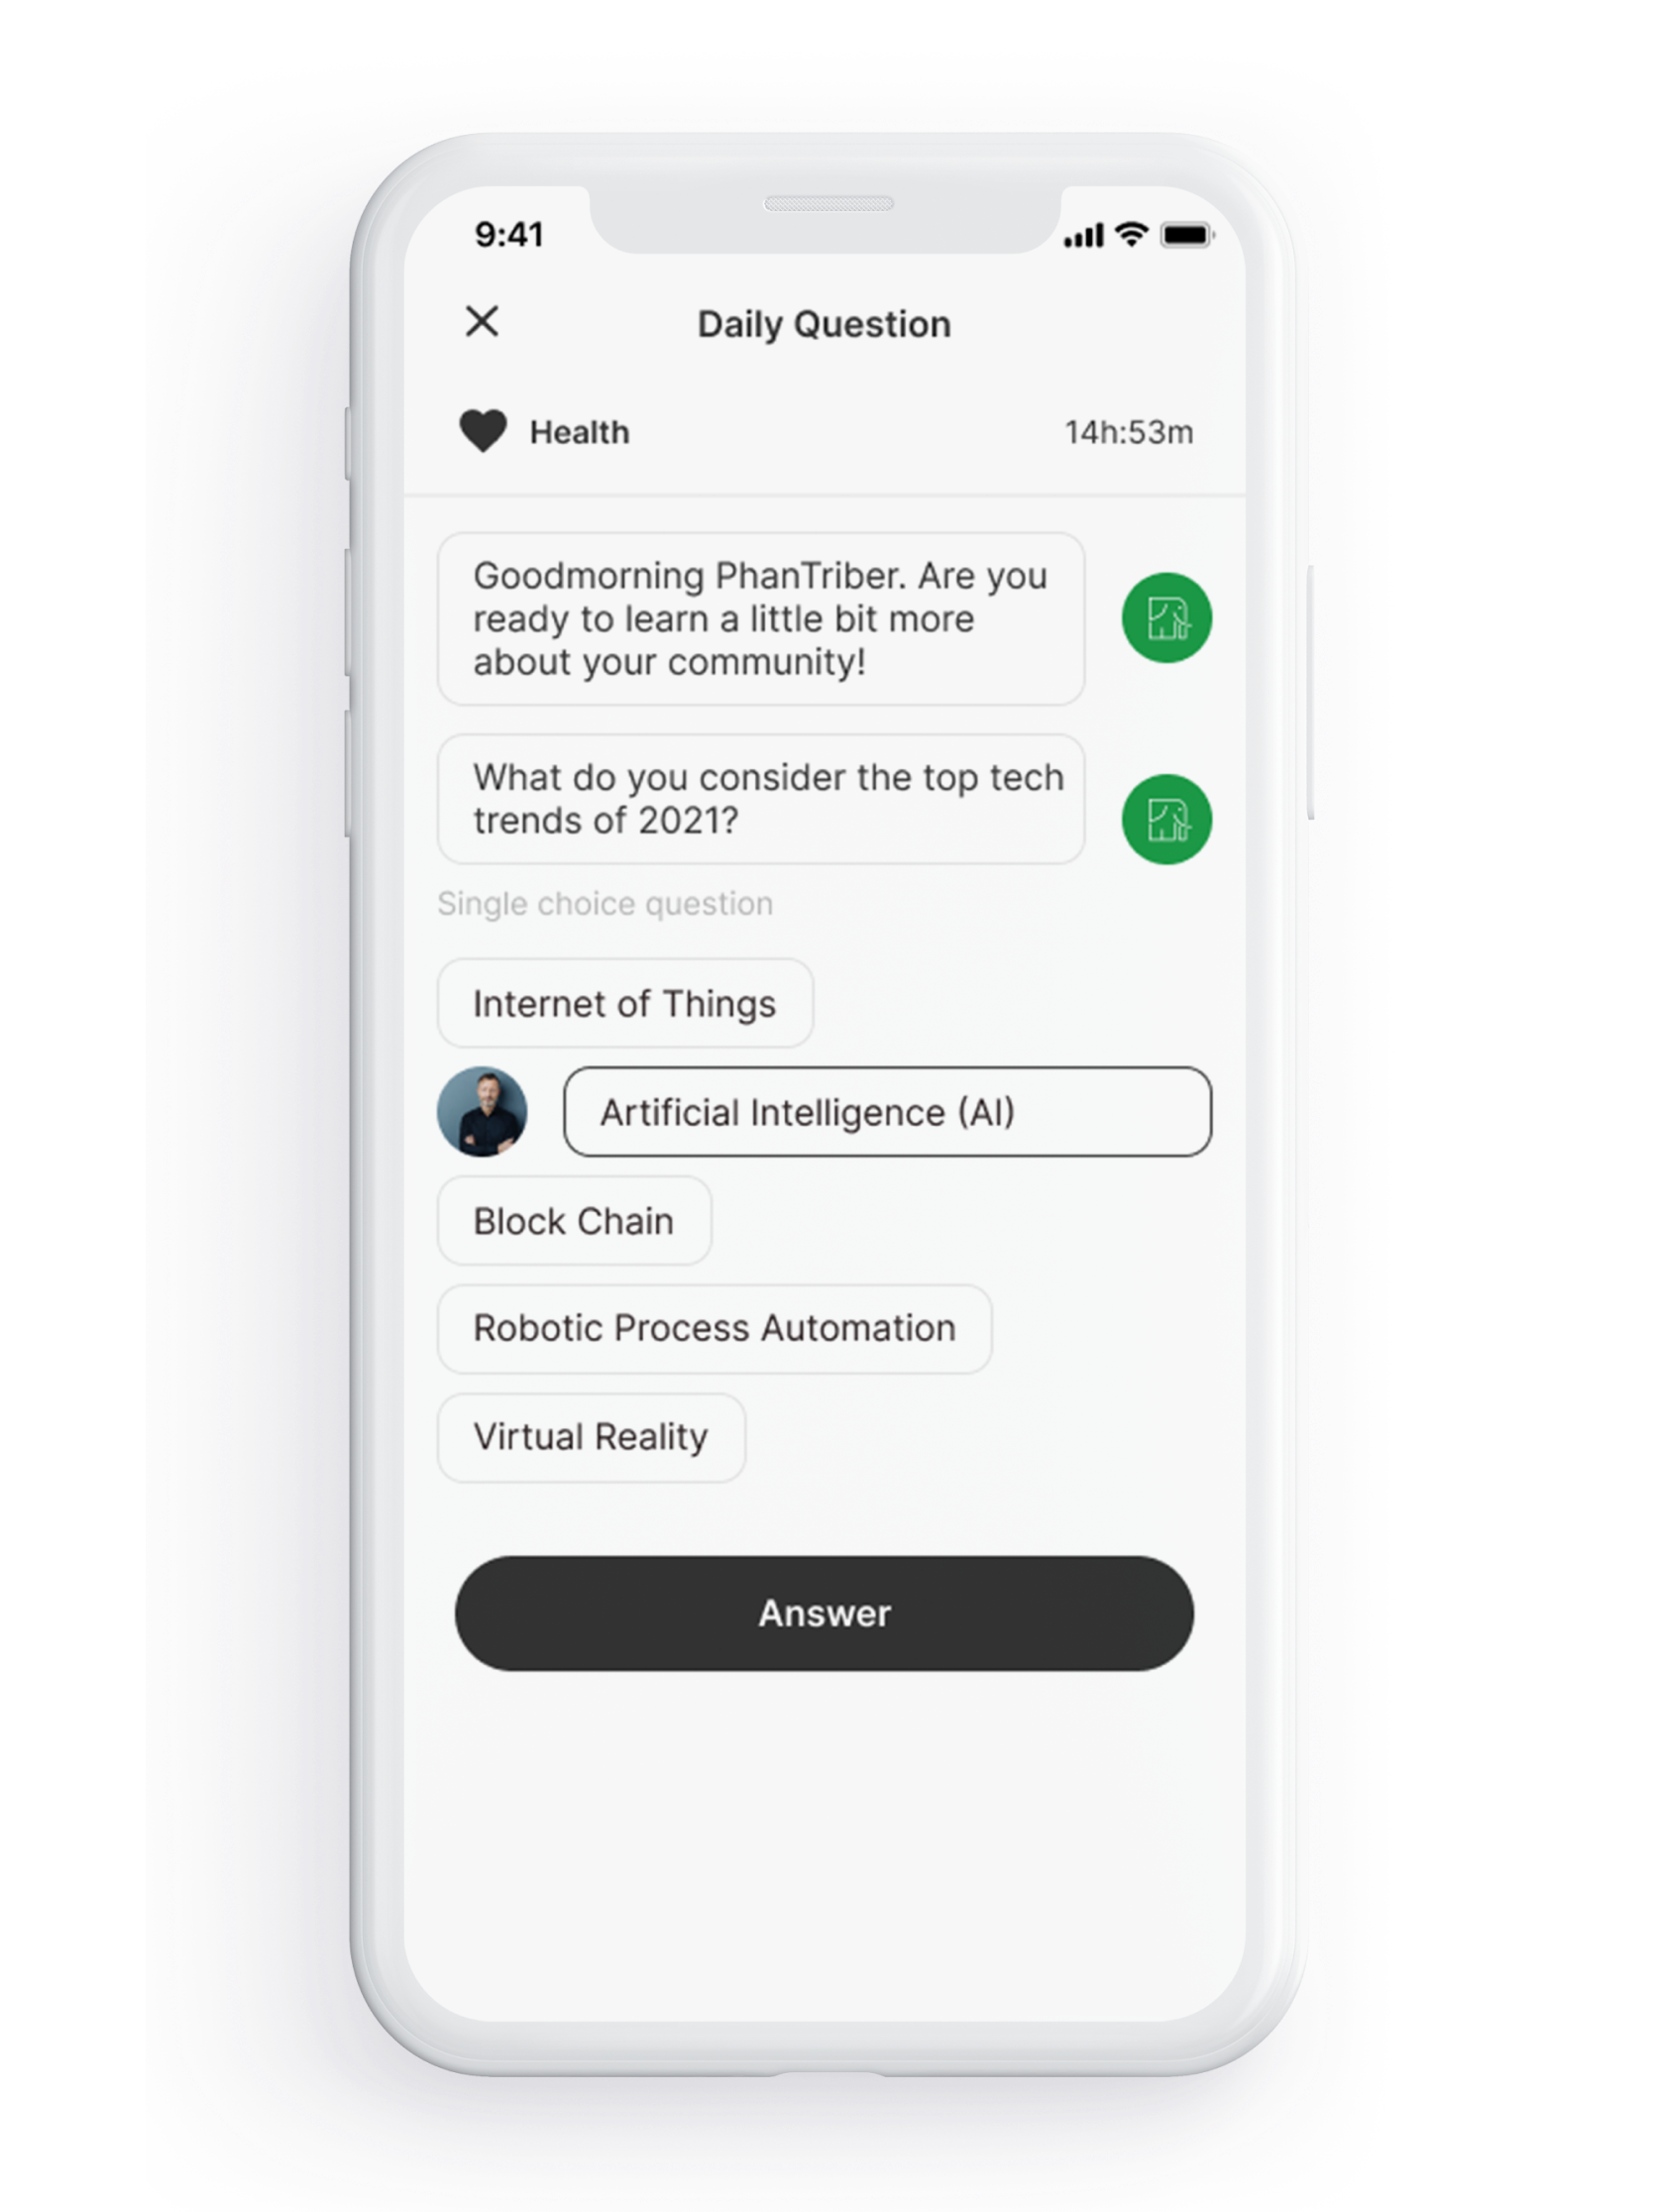 9:41
Daily Question
Health
14h:53m
Goodmorning PhanTriber. Are you
ready to learn a little bit more
about your community!
What do you consider the top tech
trends of 2021?
Single choice question
Internet of Things
Artificial Intelligence (AI)
Block Chain
Robotic Process Automation
Virtual Reality
Answer